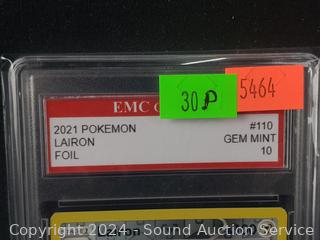 30P
5464
EMC
2021 POKEMON #110
LAIRON GEM MINT
FOIL 10
Copyright 2024 - Sound Auction Service